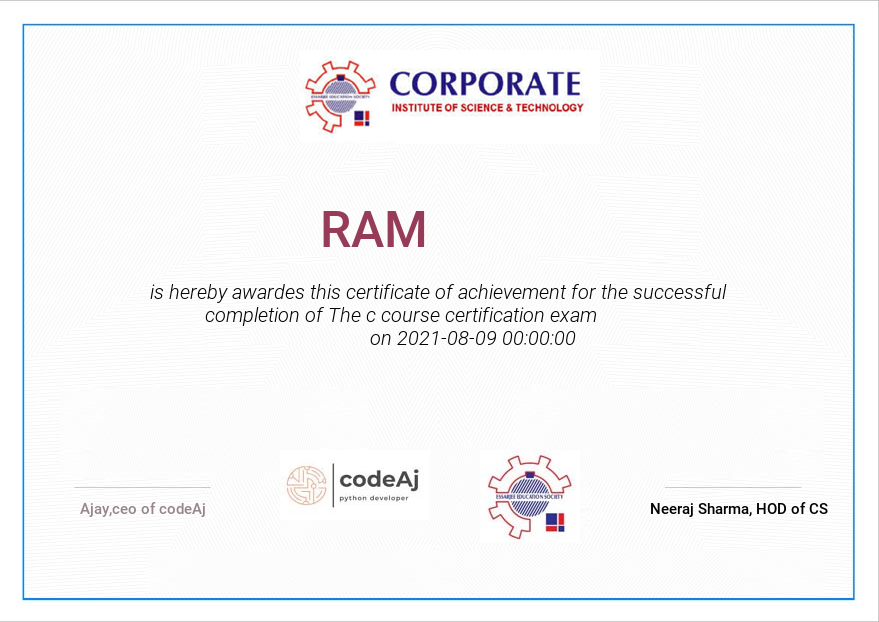 ESSARJEE EDUCATION SOCIETY
CORPORATE
INSTITUTE OF SCIENCE & TECHNOLOGY
RAM
is hereby awardes this certificate of achievement for the successful
completion of The c course certification exam
on 2021-08-09 00:00:00
codeAj
python developer
ESSARJEE EDUCATION SOCIETY
Ajay,ceo of codeAj
Neeraj Sharma, HOD of CS